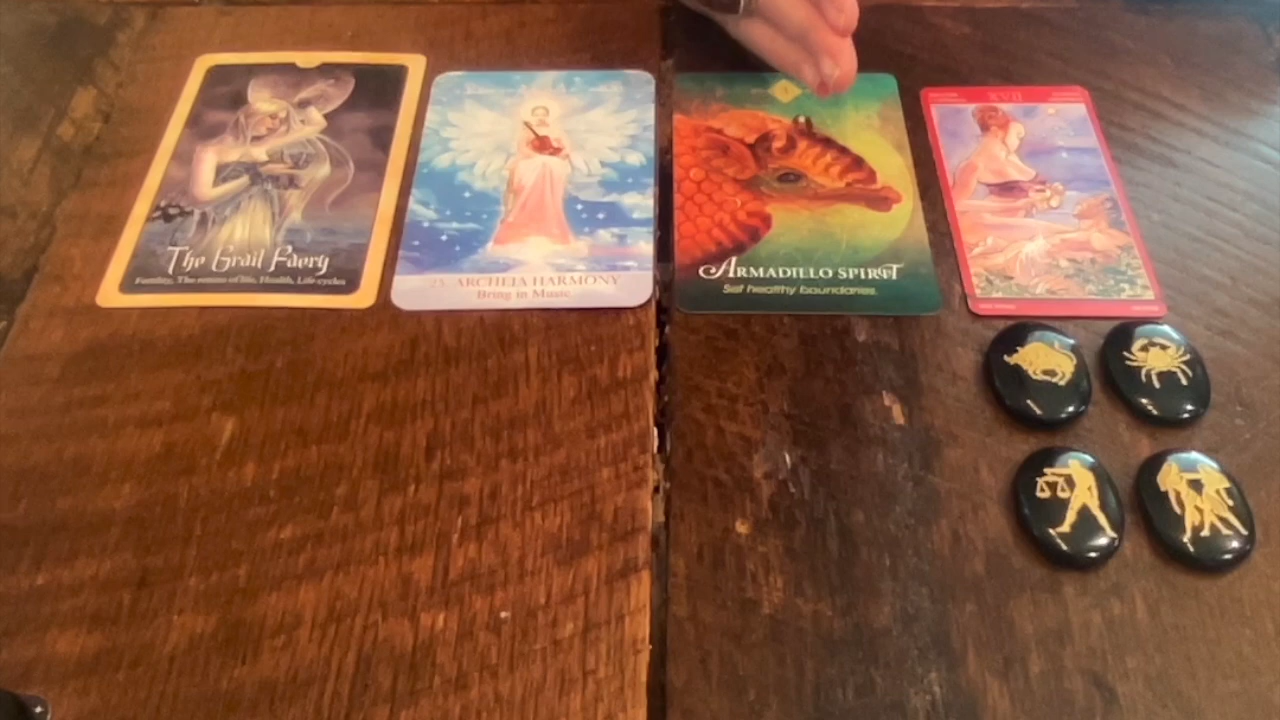 The Grail Faery
Fertility, The return of life, Health, Life cycles
25 ARCHEIA HARMONY
Bring in Music
ARMADILLO SPIRIT
Set healthy boundaries.
XVII